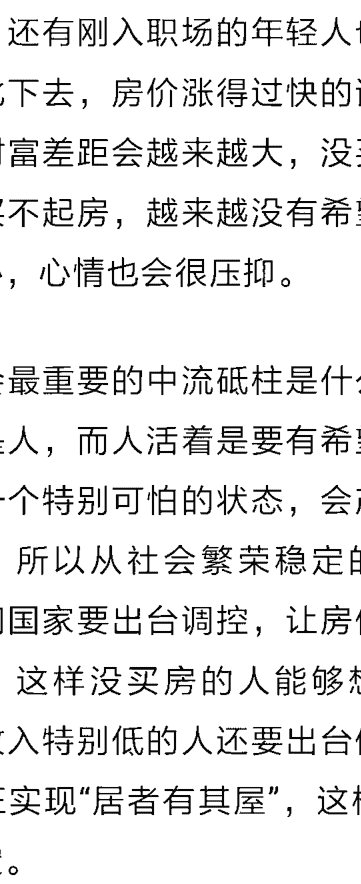 还有刚入职场的年轻人
下去，房价涨得过快的
富差距会越来越大，没
不起房，越来越没有希
，心情也会很压抑。
最重要的中流砥柱是什
人，而人活着是要有希
一个特别可怕的状态，会
所以从社会繁荣稳定的
国家要出台调控，让房
这样没买房的人能够想
入特别低的人还要出台
实现“居者有其屋”，这
。